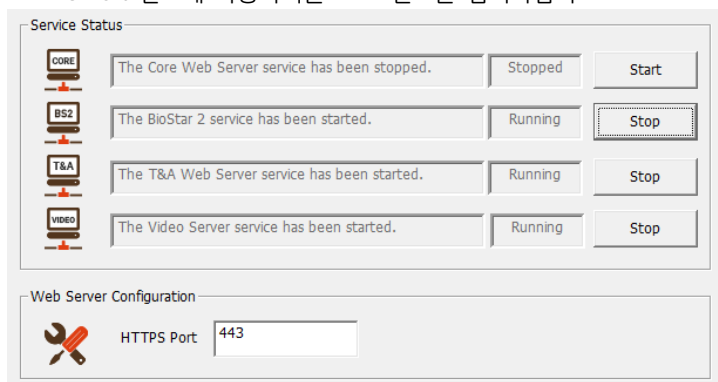 Service Status
CORE The Core Web Server service has been stopped. Stopped Start
BS2 The BioStar 2 service has been started. Running Stop
T&A The T&A Web Server service has been started. Running Stop
VIDEO The Video Server service has been started. Running Stop
Web Server Configuration
HTTPS Port 443